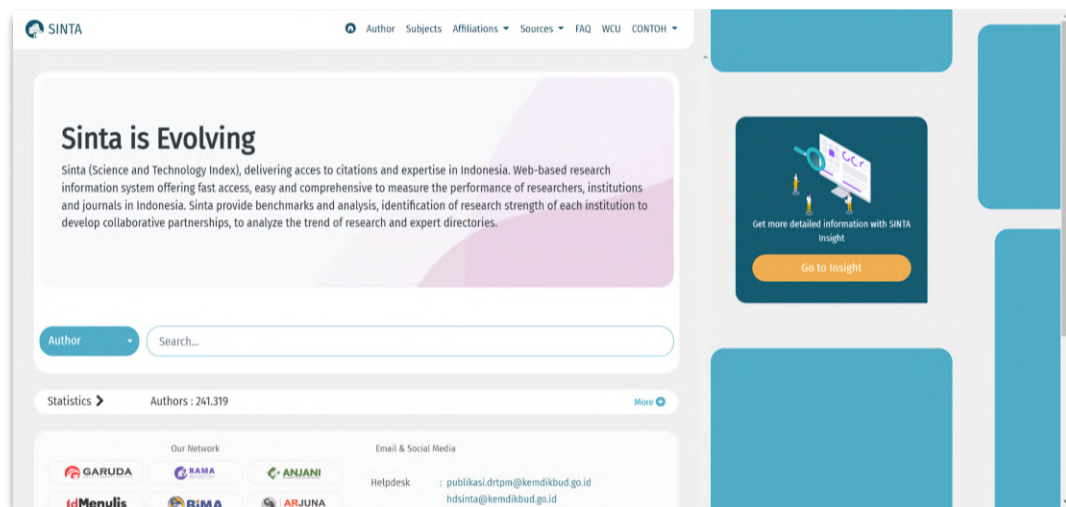 SINTA
Author Subjects Affiliations Sources FAQ WCU CONTOH
Sinta is Evolving
Sinta (Science and Technology Index), delivering acces to citations and expertise in Indonesia. Web-based research
information system offering fast access, easy and comprehensive to measure the performance of researchers, institutions
and journals in Indonesia. Sinta provide benchmarks and analysis, identification of research strength of each institution to
develop collaborative partnerships, to analyze the trend of research and expert directories.
Get more detailed information with SINTA
Insight
Go to Insight
Author
Search...
Statistics
Authors : 241.319
More
Our Network
GARUDA
RAMA
ANJANI
idMenulis
BIMA
ARJUNA
Email & Social Media
Helpdesk : publikasi.drtpm@kemdikbud.go.id
hdsinta@kemdikbud.go.id